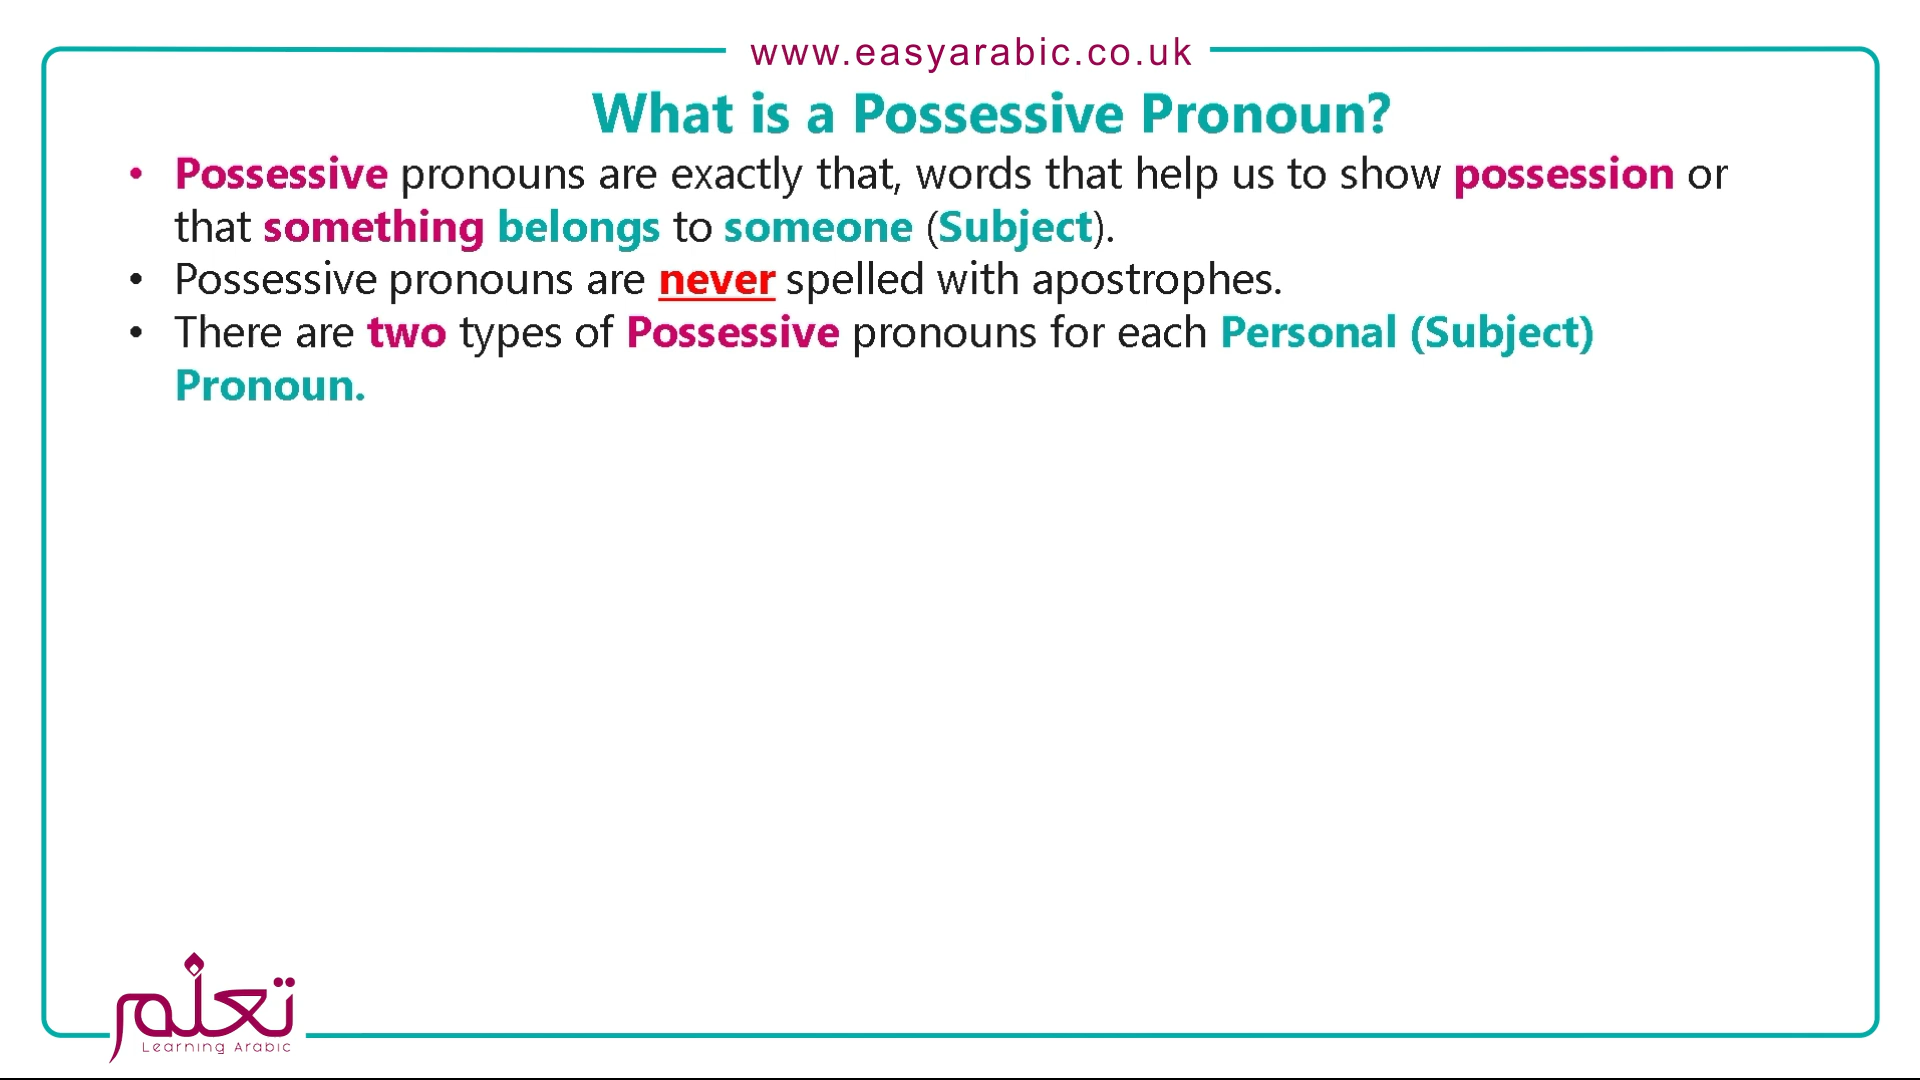 www.easyarabic.co.uk
What is a Possessive Pronoun?
• Possessive pronouns are exactly that, words that help us to show possession or
that something belongs to someone (Subject).
• Possessive pronouns are never spelled with apostrophes.
• There are two types of Possessive pronouns for each Personal (Subject)
Pronoun.
تعلم
Learning Arabic